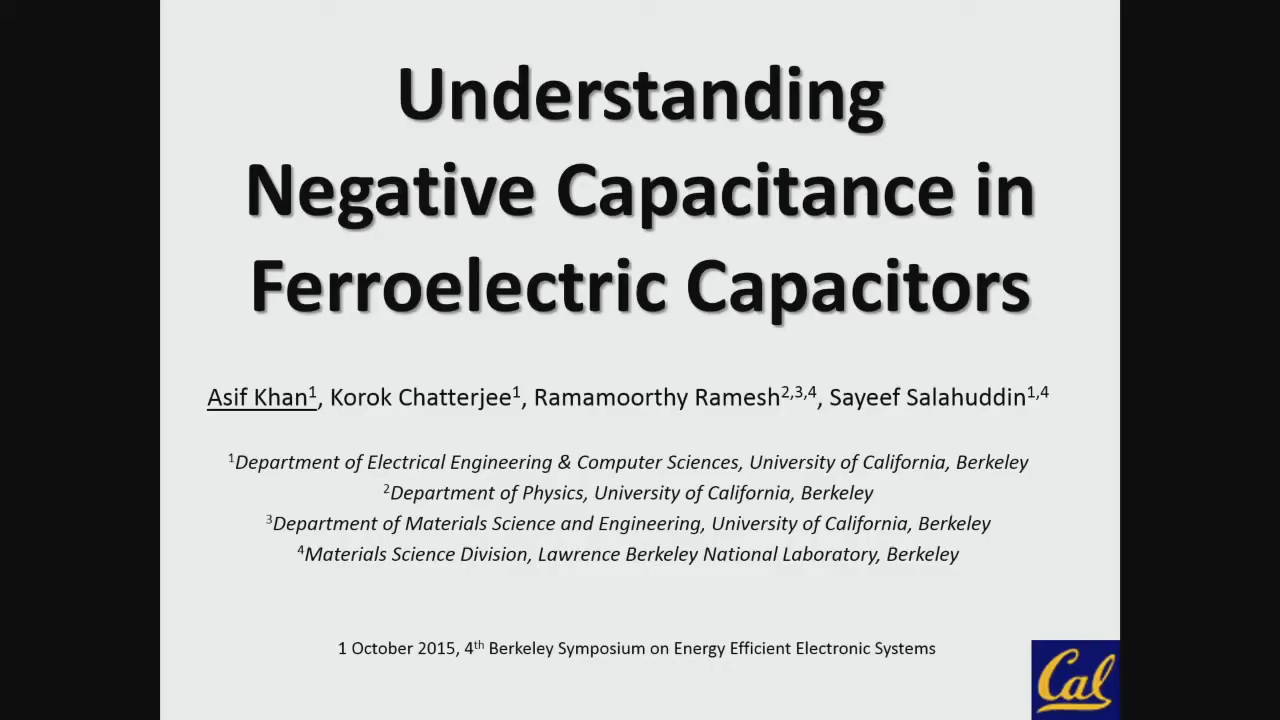 Understanding
Negative Capacitance in
Ferroelectric Capacitors
Asif Khan¹, Korok Chatterjee¹, Ramamoorthy Ramesh²,³,⁴, Sayeef Salahuddin¹,⁴
¹Department of Electrical Engineering & Computer Sciences, University of California, Berkeley
²Department of Physics, University of California, Berkeley
³Department of Materials Science and Engineering, University of California, Berkeley
⁴Materials Science Division, Lawrence Berkeley National Laboratory, Berkeley
1 October 2015, 4th Berkeley Symposium on Energy Efficient Electronic Systems
Cal